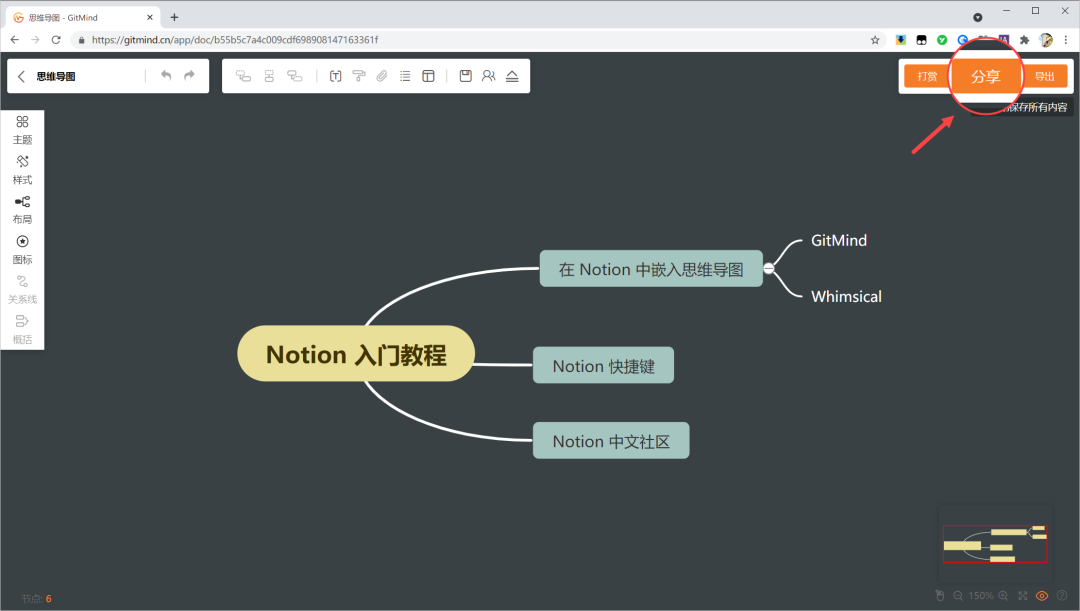 思维导图 - GitMind
https://gitmind.cn/app/doc/b55b5c7a4c009cdf698908147163361f
思维导图
打赏
分享
导出
保存所有内容
主题
样式
布局
图标
关系线
概括
在 Notion 中嵌入思维导图
GitMind
Whimsical
Notion 入门教程
Notion 快捷键
Notion 中文社区
节点: 6
150%